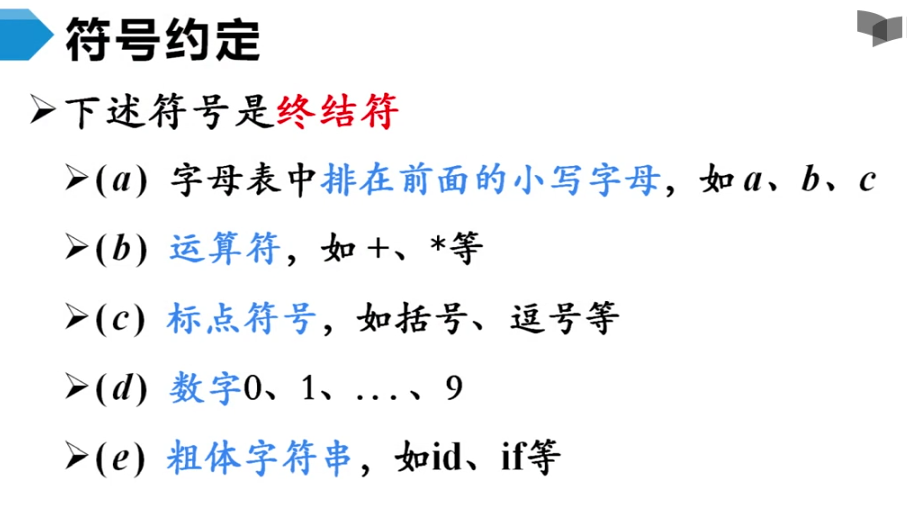 符号约定
➢下述符号是终结符
➢(a) 字母表中排在前面的小写字母，如 a、b、c
➢(b) 运算符，如 +、*等
➢(c) 标点符号，如括号、逗号等
➢(d) 数字0、1、...、9
➢(e) 粗体字符串，如id、if等